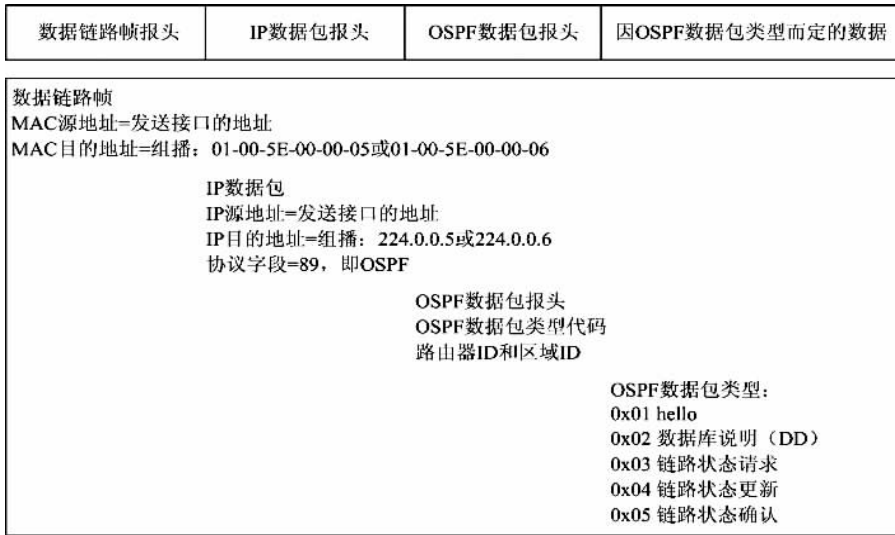 数据链路帧报头 IP数据包报头 OSPF数据包报头 因OSPF数据包类型而定的数据
数据链路帧
MAC源地址=发送接口的地址
MAC目的地址=组播：01-00-5E-00-00-05或01-00-5E-00-00-06
IP数据包
IP源地址=发送接口的地址
IP目的地址=组播：224.0.0.5或224.0.0.6
协议字段=89，即OSPF
OSPF数据包报头
OSPF数据包类型代码
路由器ID和区域ID
OSPF数据包类型：
0x01 hello
0x02 数据库说明（DD）
0x03 链路状态请求
0x04 链路状态更新
0x05 链路状态确认